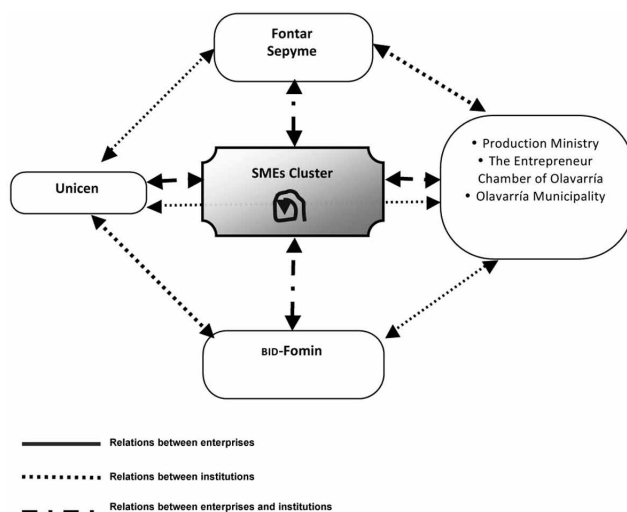 Fontar
Sepyme
• Production Ministry
• The Entrepreneur
Chamber of Olavarría
• Olavarría Municipality
SMEs Cluster
Unicen
BID-Fomin
Relations between enterprises
Relations between institutions
Relations between enterprises and institutions